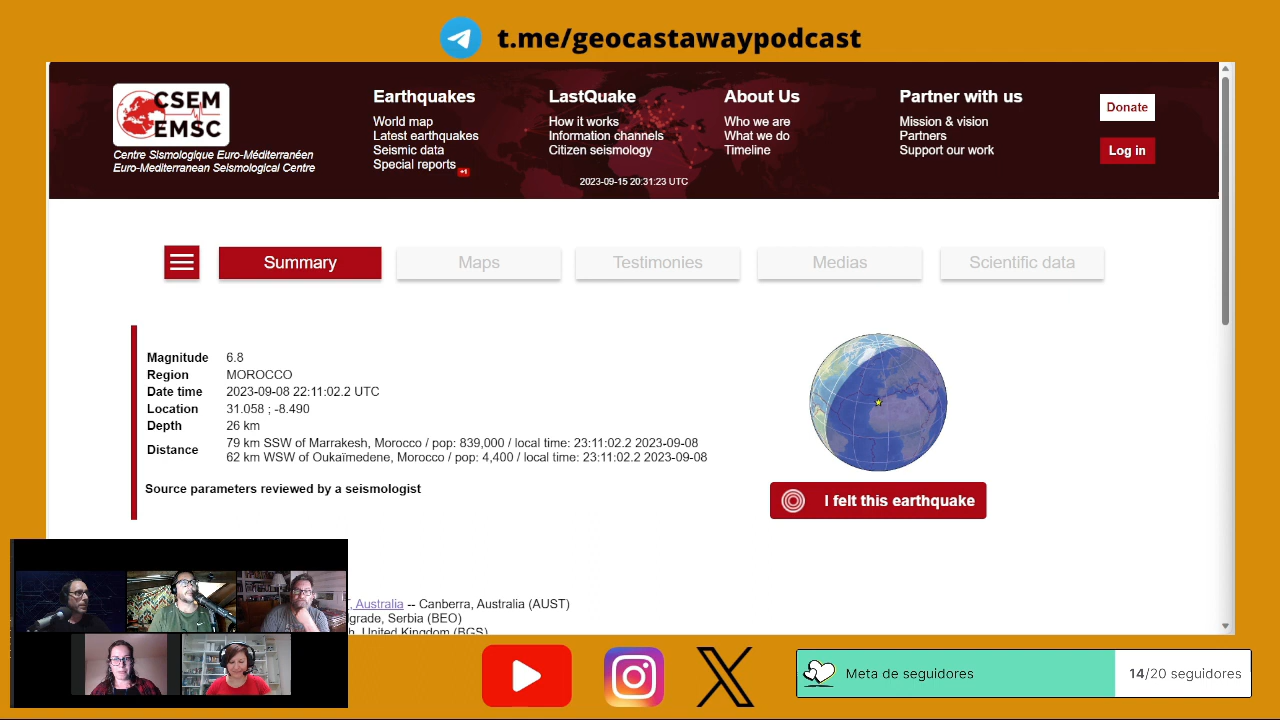 t.me/geocastawaypodcast
CSEM
EMSC
Centre Sismologique Euro-Méditerranéen
Euro-Mediterranean Seismological Centre
Earthquakes
World map
Latest earthquakes
Seismic data
Special reports
+1
LastQuake
How it works
Information channels
Citizen seismology
About Us
Who we are
What we do
Timeline
Partner with us
Mission & vision
Partners
Support our work
Donate
Log in
2023-09-15 20:31:23 UTC
Summary
Maps
Testimonies
Medias
Scientific data
Magnitude 6.8
Region MOROCCO
Date time 2023-09-08 22:11:02.2 UTC
Location 31.058 ; -8.490
Depth 26 km
Distance 79 km SSW of Marrakesh, Morocco / pop: 839,000 / local time: 23:11:02.2 2023-09-08
62 km WSW of Oukaïmedene, Morocco / pop: 4,400 / local time: 23:11:02.2 2023-09-08
Source parameters reviewed by a seismologist
I felt this earthquake
, Australia -- Canberra, Australia (AUST)
grade, Serbia (BEO)
h, United Kingdom (BGS)
Meta de seguidores
14/20 seguidores